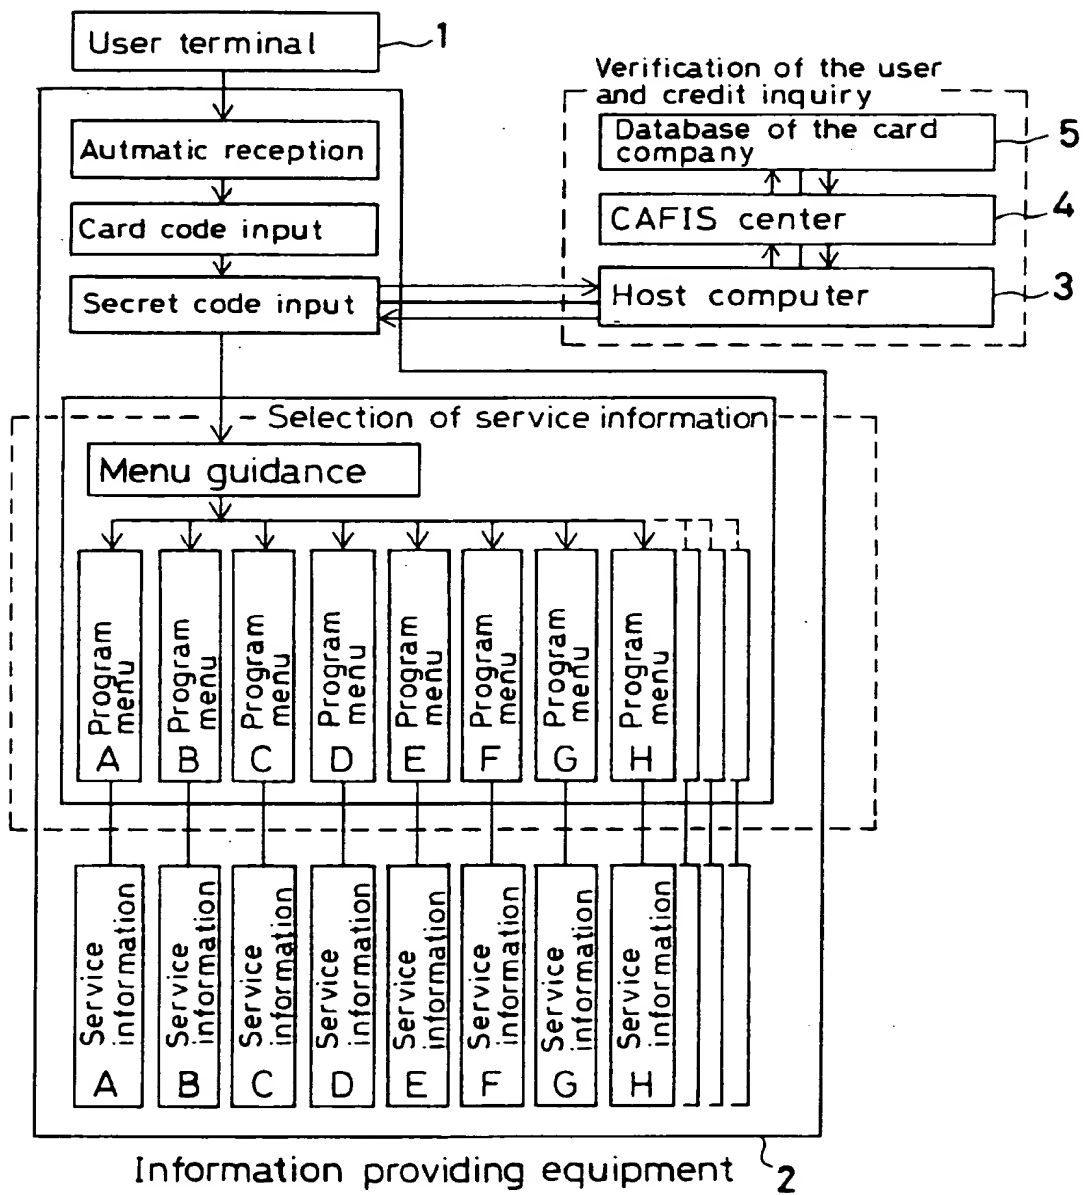 User terminal
1
Verification of the user
and credit inquiry
Autmatic reception
Database of the card
company
5
Card code input
CAFIS center
4
Secret code input
Host computer
3
Selection of service information
Menu guidance
Program
menu
A
Program
menu
B
Program
menu
C
Program
menu
D
Program
menu
E
Program
menu
F
Program
menu
G
Program
menu
H
Service
information
A
Service
information
B
Service
information
C
Service
information
D
Service
information
E
Service
information
F
Service
information
G
Service
information
H
Information providing equipment
2